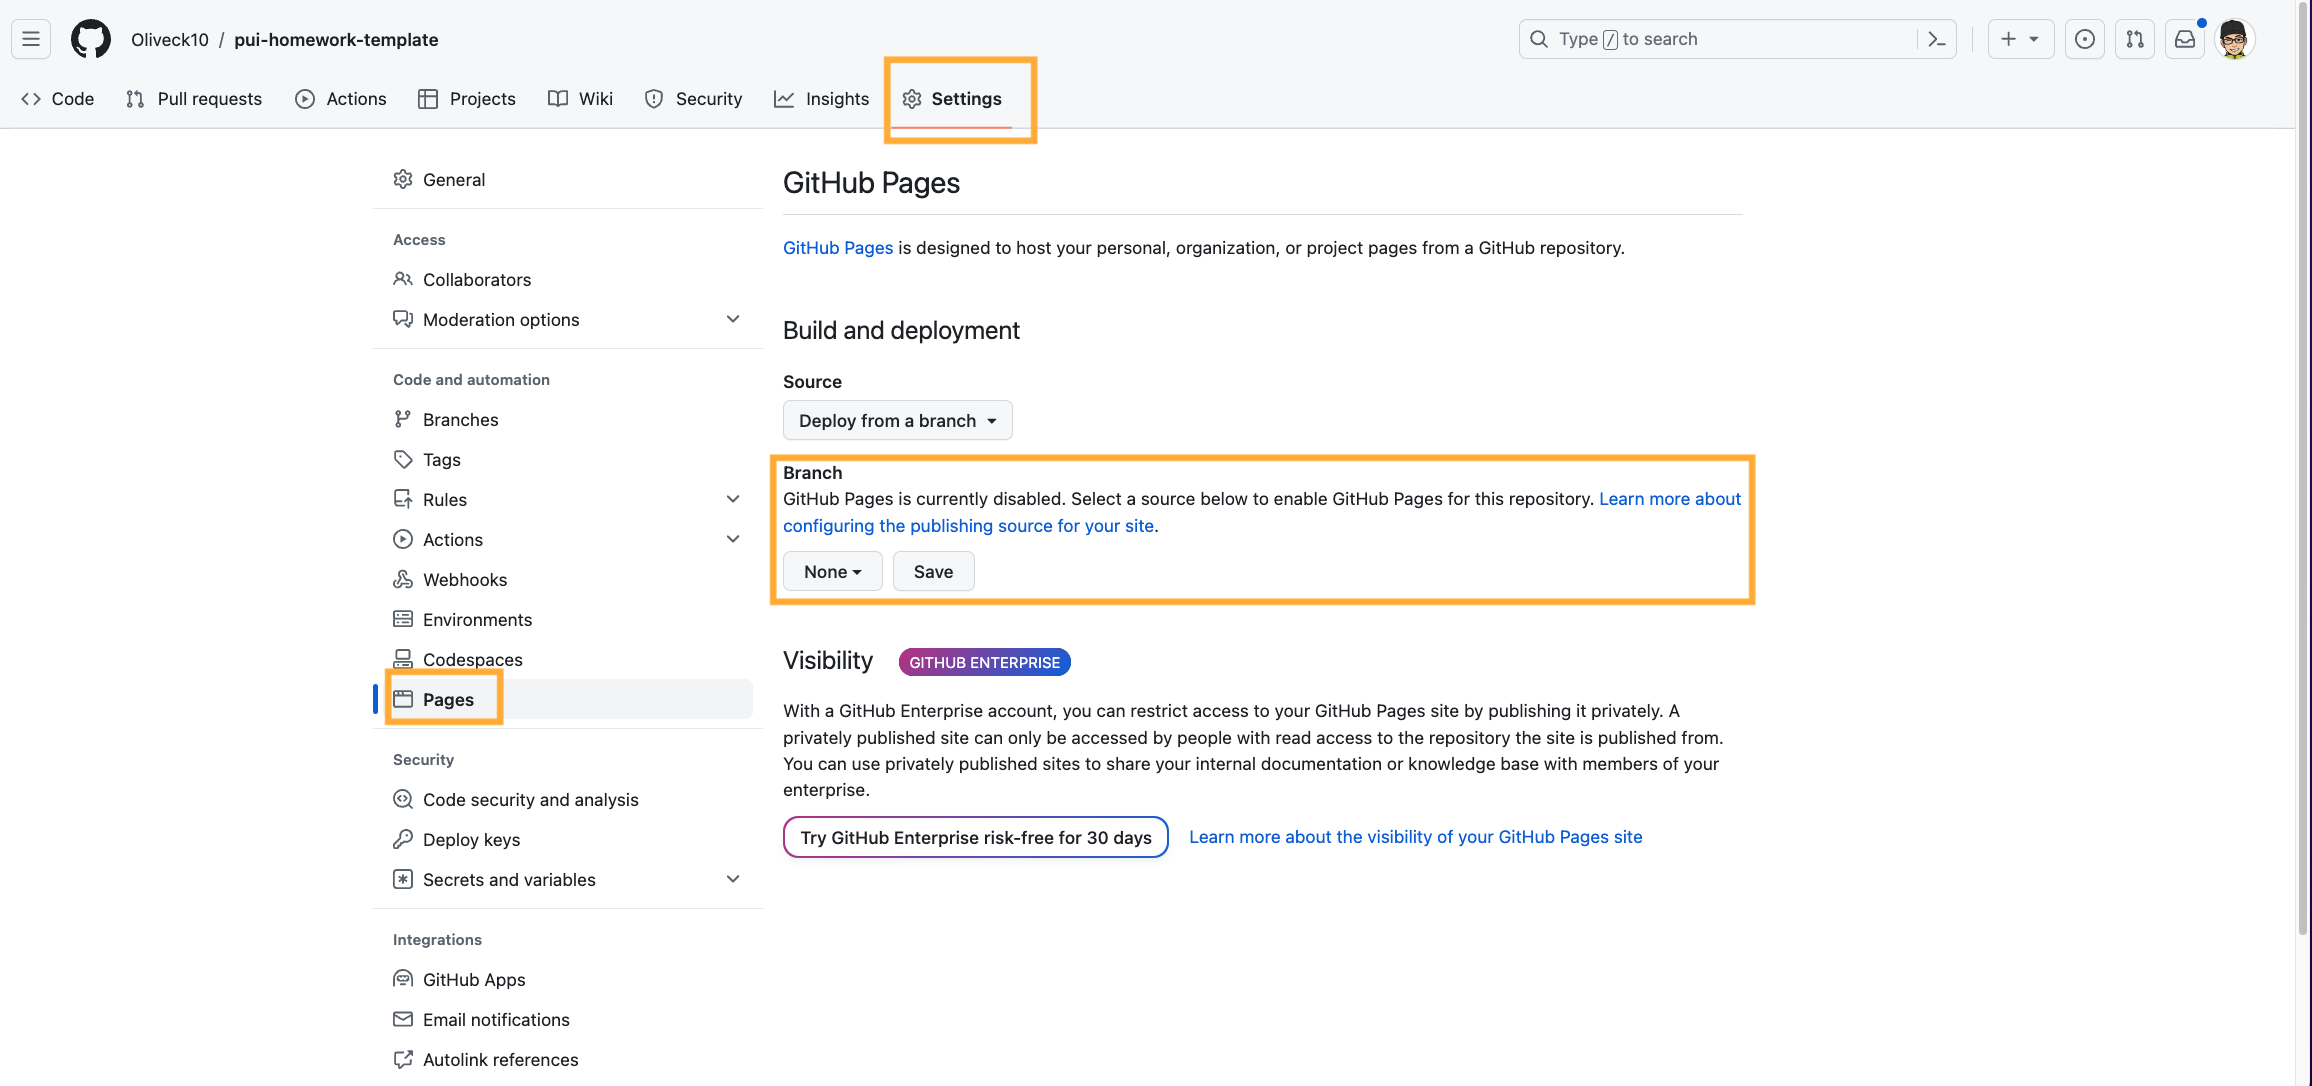 Oliveck10 / pui-homework-template
Type / to search
Code
Pull requests
Actions
Projects
Wiki
Security
Insights
Settings
General
Access
Collaborators
Moderation options
Code and automation
Branches
Tags
Rules
Actions
Webhooks
Environments
Codespaces
Pages
Security
Code security and analysis
Deploy keys
Secrets and variables
Integrations
GitHub Apps
Email notifications
Autolink references
GitHub Pages
GitHub Pages is designed to host your personal, organization, or project pages from a GitHub repository.
Build and deployment
Source
Deploy from a branch
Branch
GitHub Pages is currently disabled. Select a source below to enable GitHub Pages for this repository. Learn more about
configuring the publishing source for your site.
None
Save
Visibility
GITHUB ENTERPRISE
With a GitHub Enterprise account, you can restrict access to your GitHub Pages site by publishing it privately. A
privately published site can only be accessed by people with read access to the repository the site is published from.
You can use privately published sites to share your internal documentation or knowledge base with members of your
enterprise.
Try GitHub Enterprise risk-free for 30 days
Learn more about the visibility of your GitHub Pages site